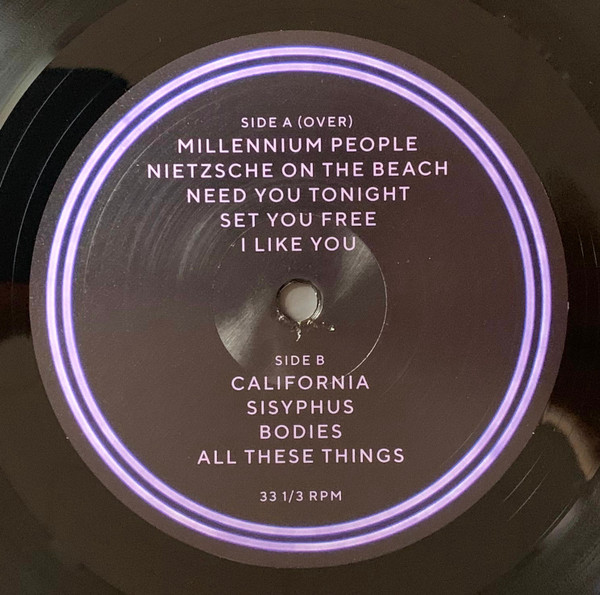 SIDE A (OVER)
MILLENNIUM PEOPLE
NIETZSCHE ON THE BEACH
NEED YOU TONIGHT
SET YOU FREE
I LIKE YOU
SIDE B
CALIFORNIA
SISYPHUS
BODIES
ALL THESE THINGS
33 1/3 RPM